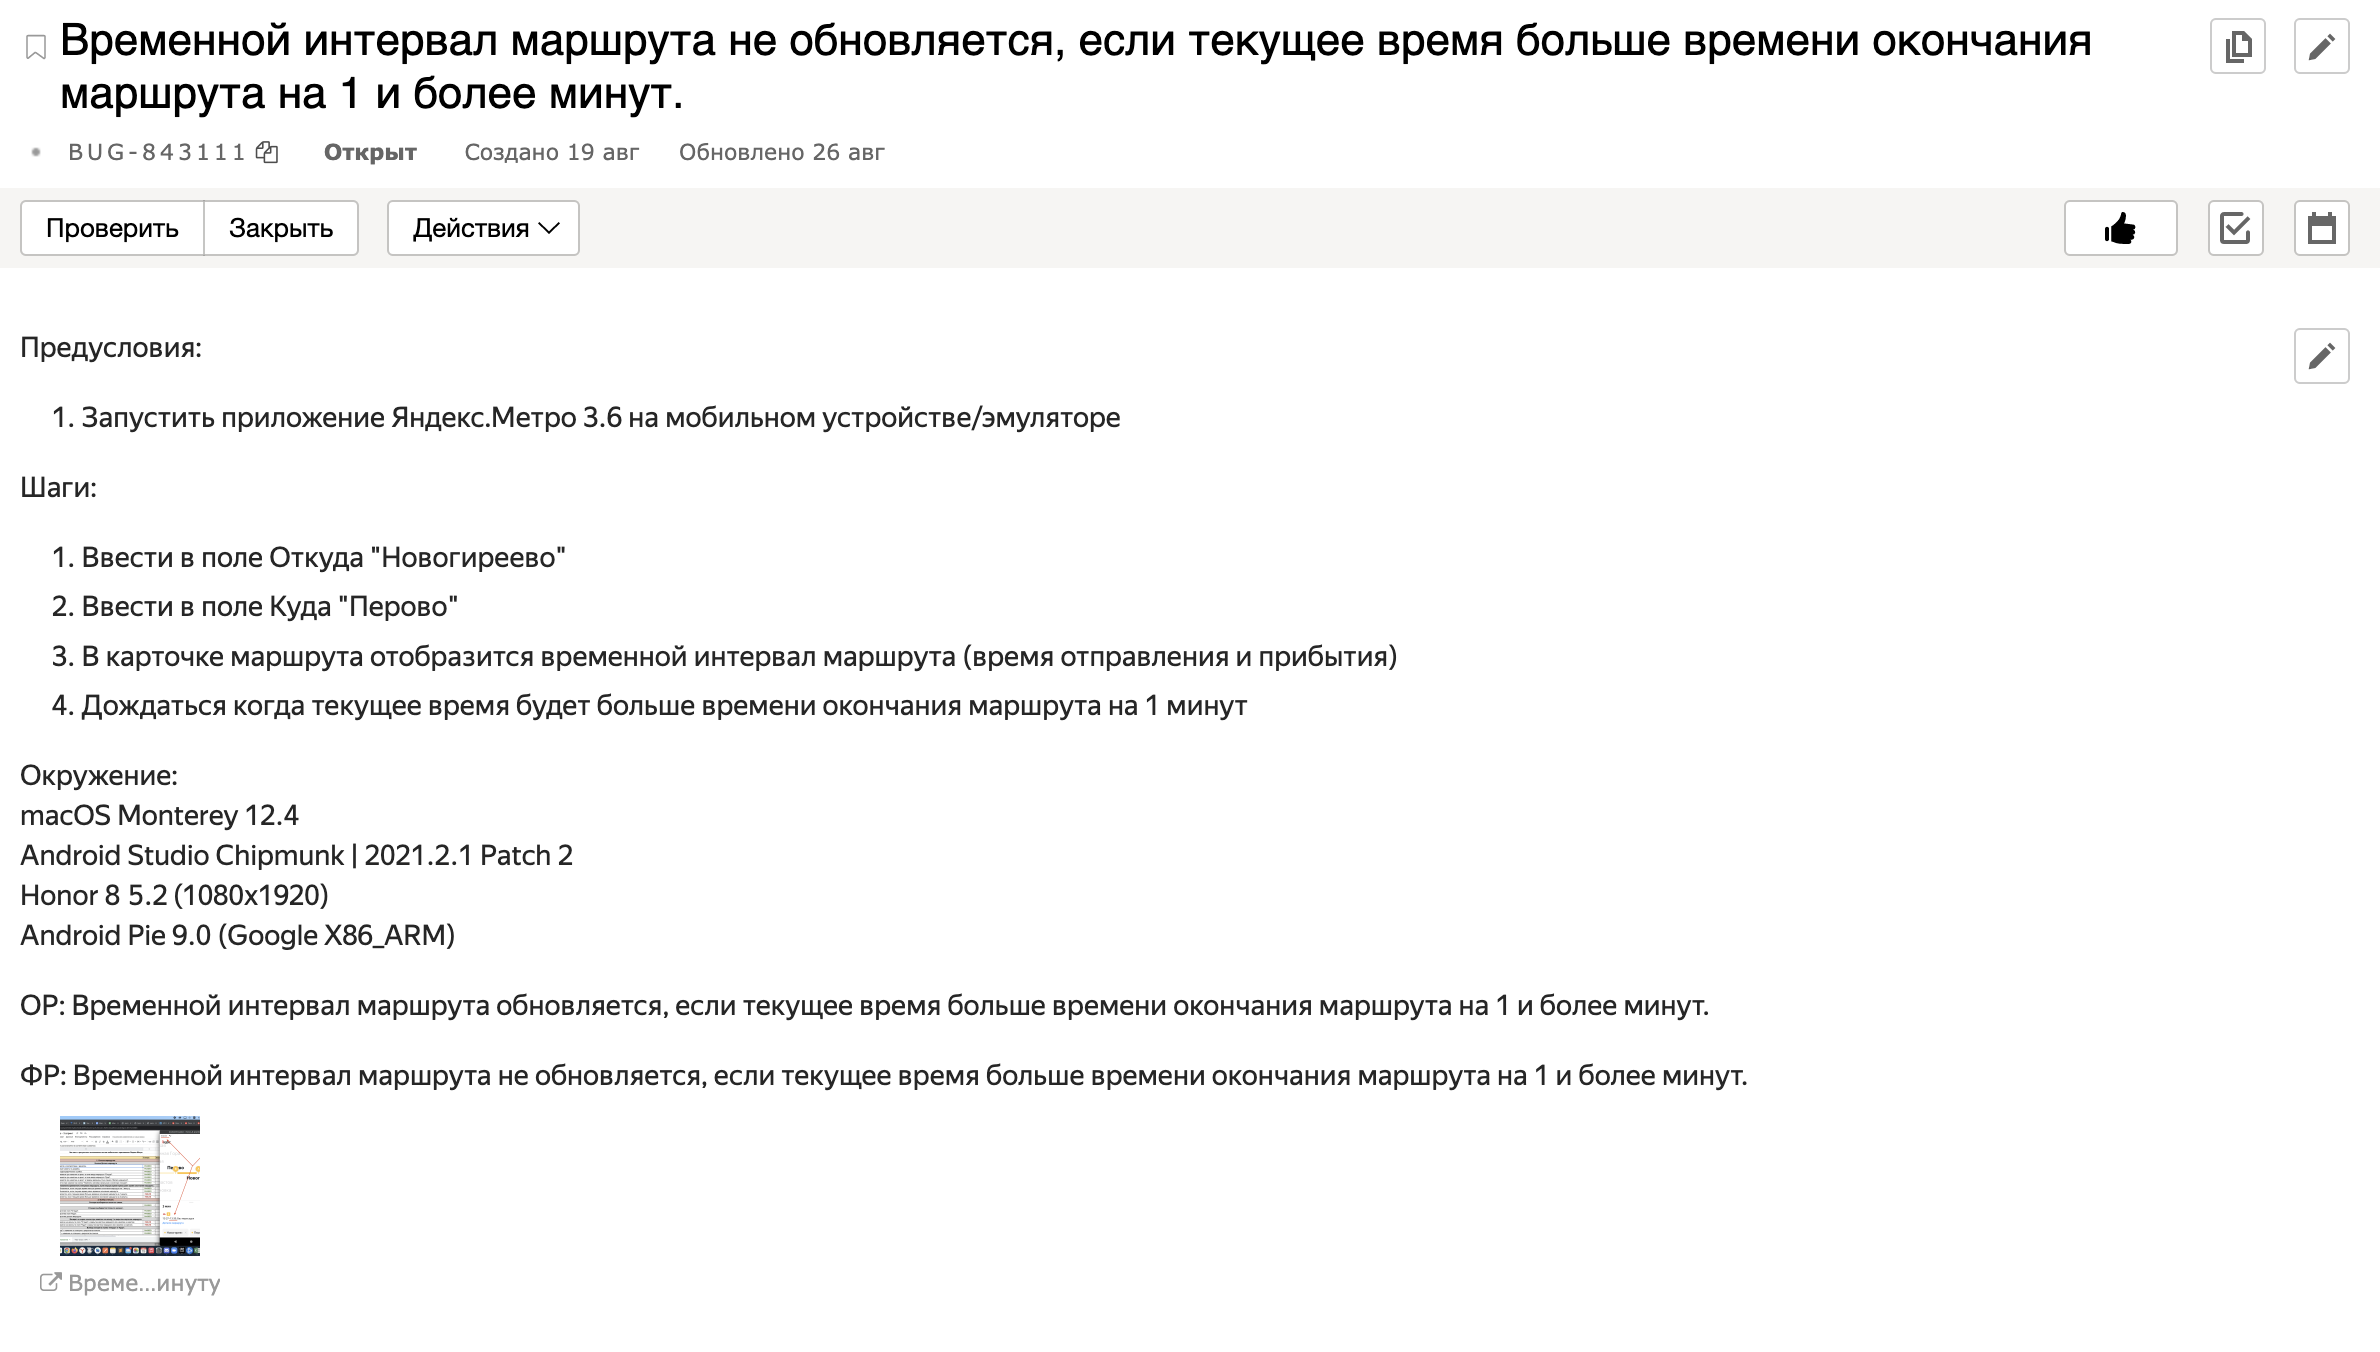 Временной интервал маршрута не обновляется, если текущее время больше времени окончания
маршрута на 1 и более минут.
BUG-843111 Открыт Создано 19 авг Обновлено 26 авг
Проверить Закрыть Действия
Предусловия:
1. Запустить приложение Яндекс.Метро 3.6 на мобильном устройстве/эмуляторе
Шаги:
1. Ввести в поле Откуда "Новогиреево"
2. Ввести в поле Куда "Перово"
3. В карточке маршрута отобразится временной интервал маршрута (время отправления и прибытия)
4. Дождаться когда текущее время будет больше времени окончания маршрута на 1 минут
Окружение:
macOS Monterey 12.4
Android Studio Chipmunk | 2021.2.1 Patch 2
Honor 8 5.2 (1080x1920)
Android Pie 9.0 (Google X86_ARM)
ОР: Временной интервал маршрута обновляется, если текущее время больше времени окончания маршрута на 1 и более минут.
ФР: Временной интервал маршрута не обновляется, если текущее время больше времени окончания маршрута на 1 и более минут.
Време...инуту